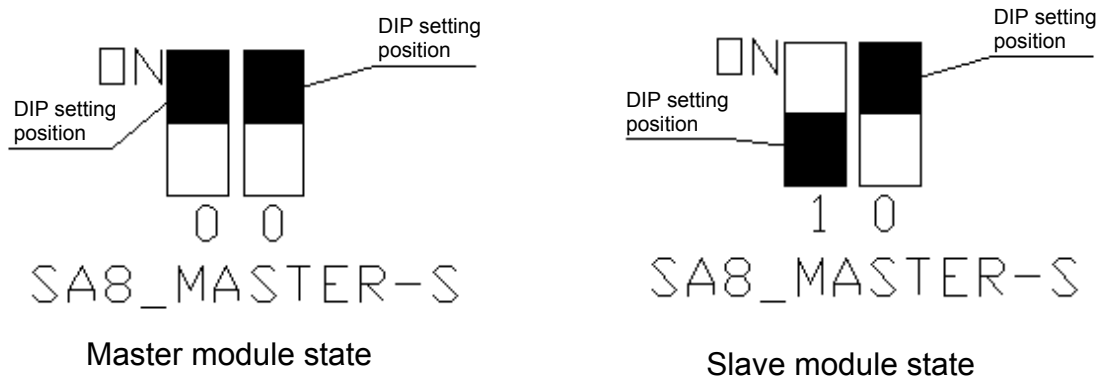 DIP setting
position
ON
DIP setting
position
0 0
SA8_MASTER-S
Master module state
DIP setting
position
ON
DIP setting
position
1 0
SA8_MASTER-S
Slave module state